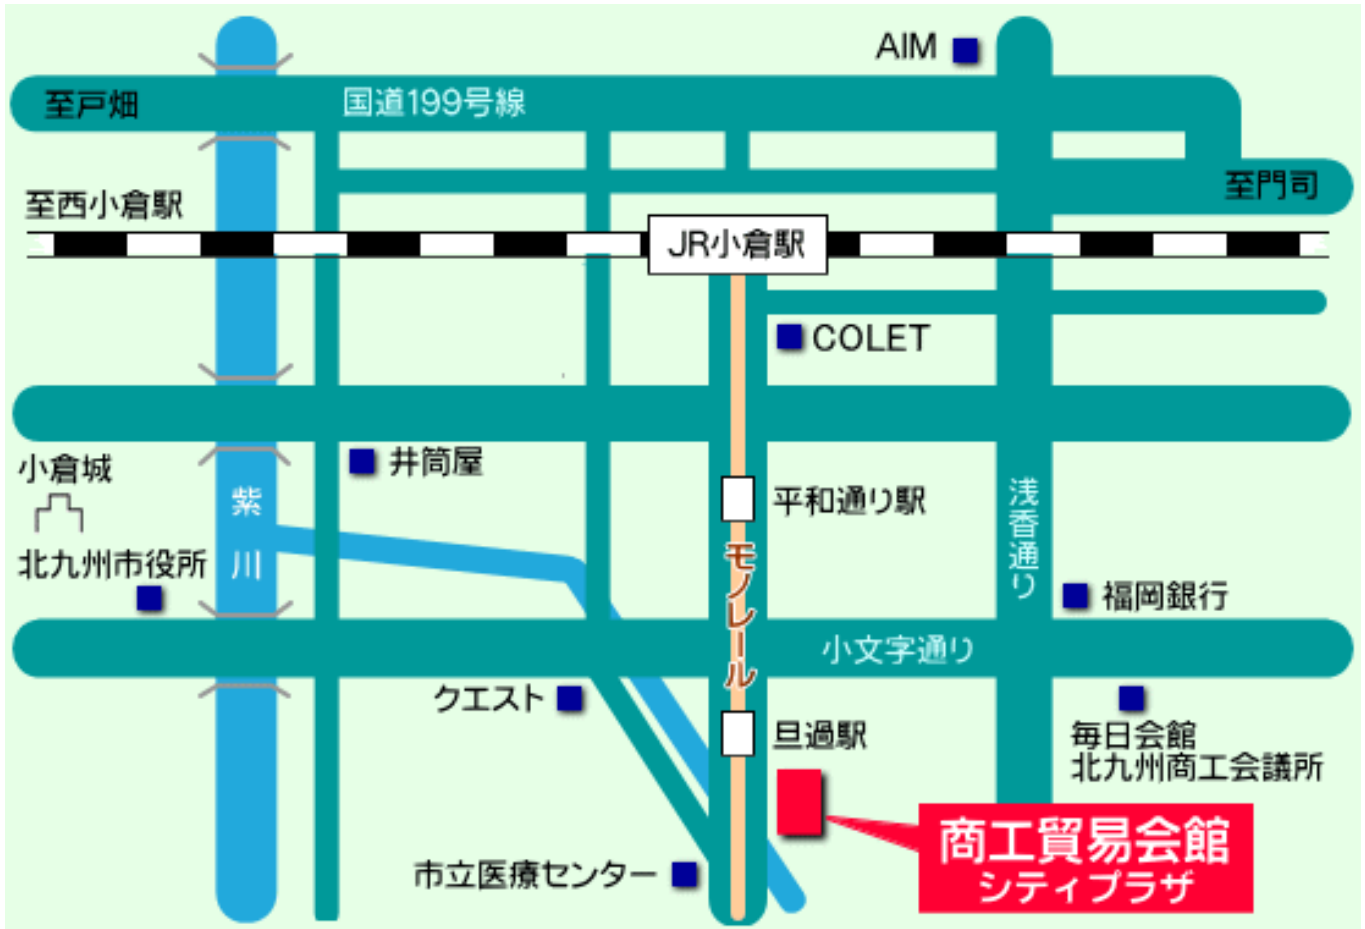 AIM
至戸畑
国道199号線
至門司
至西小倉駅
JR小倉駅
COLET
小倉城
井筒屋
紫川
平和通り駅
浅香通り
北九州市役所
モノレール
福岡銀行
小文字通り
クエスト
旦過駅
毎日会館
北九州商工会議所
商工貿易会館
シティプラザ
市立医療センター